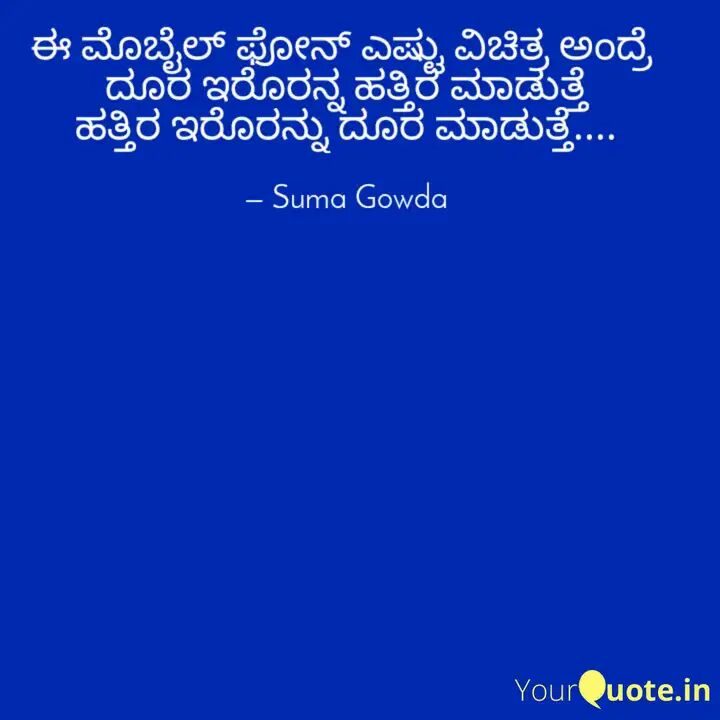 ಈ ಮೊಬೈಲ್ ಫೋನ್ ಎಷ್ಟು ವಿಚಿತ್ರ ಅಂದ್ರೆ
ದೂರ ಇರೊರನ್ನ ಹತ್ತಿರ ಮಾಡುತ್ತೆ
ಹತ್ತಿರ ಇರೊರನ್ನು ದೂರ ಮಾಡುತ್ತೆ....
– Suma Gowda
YourQuote.in